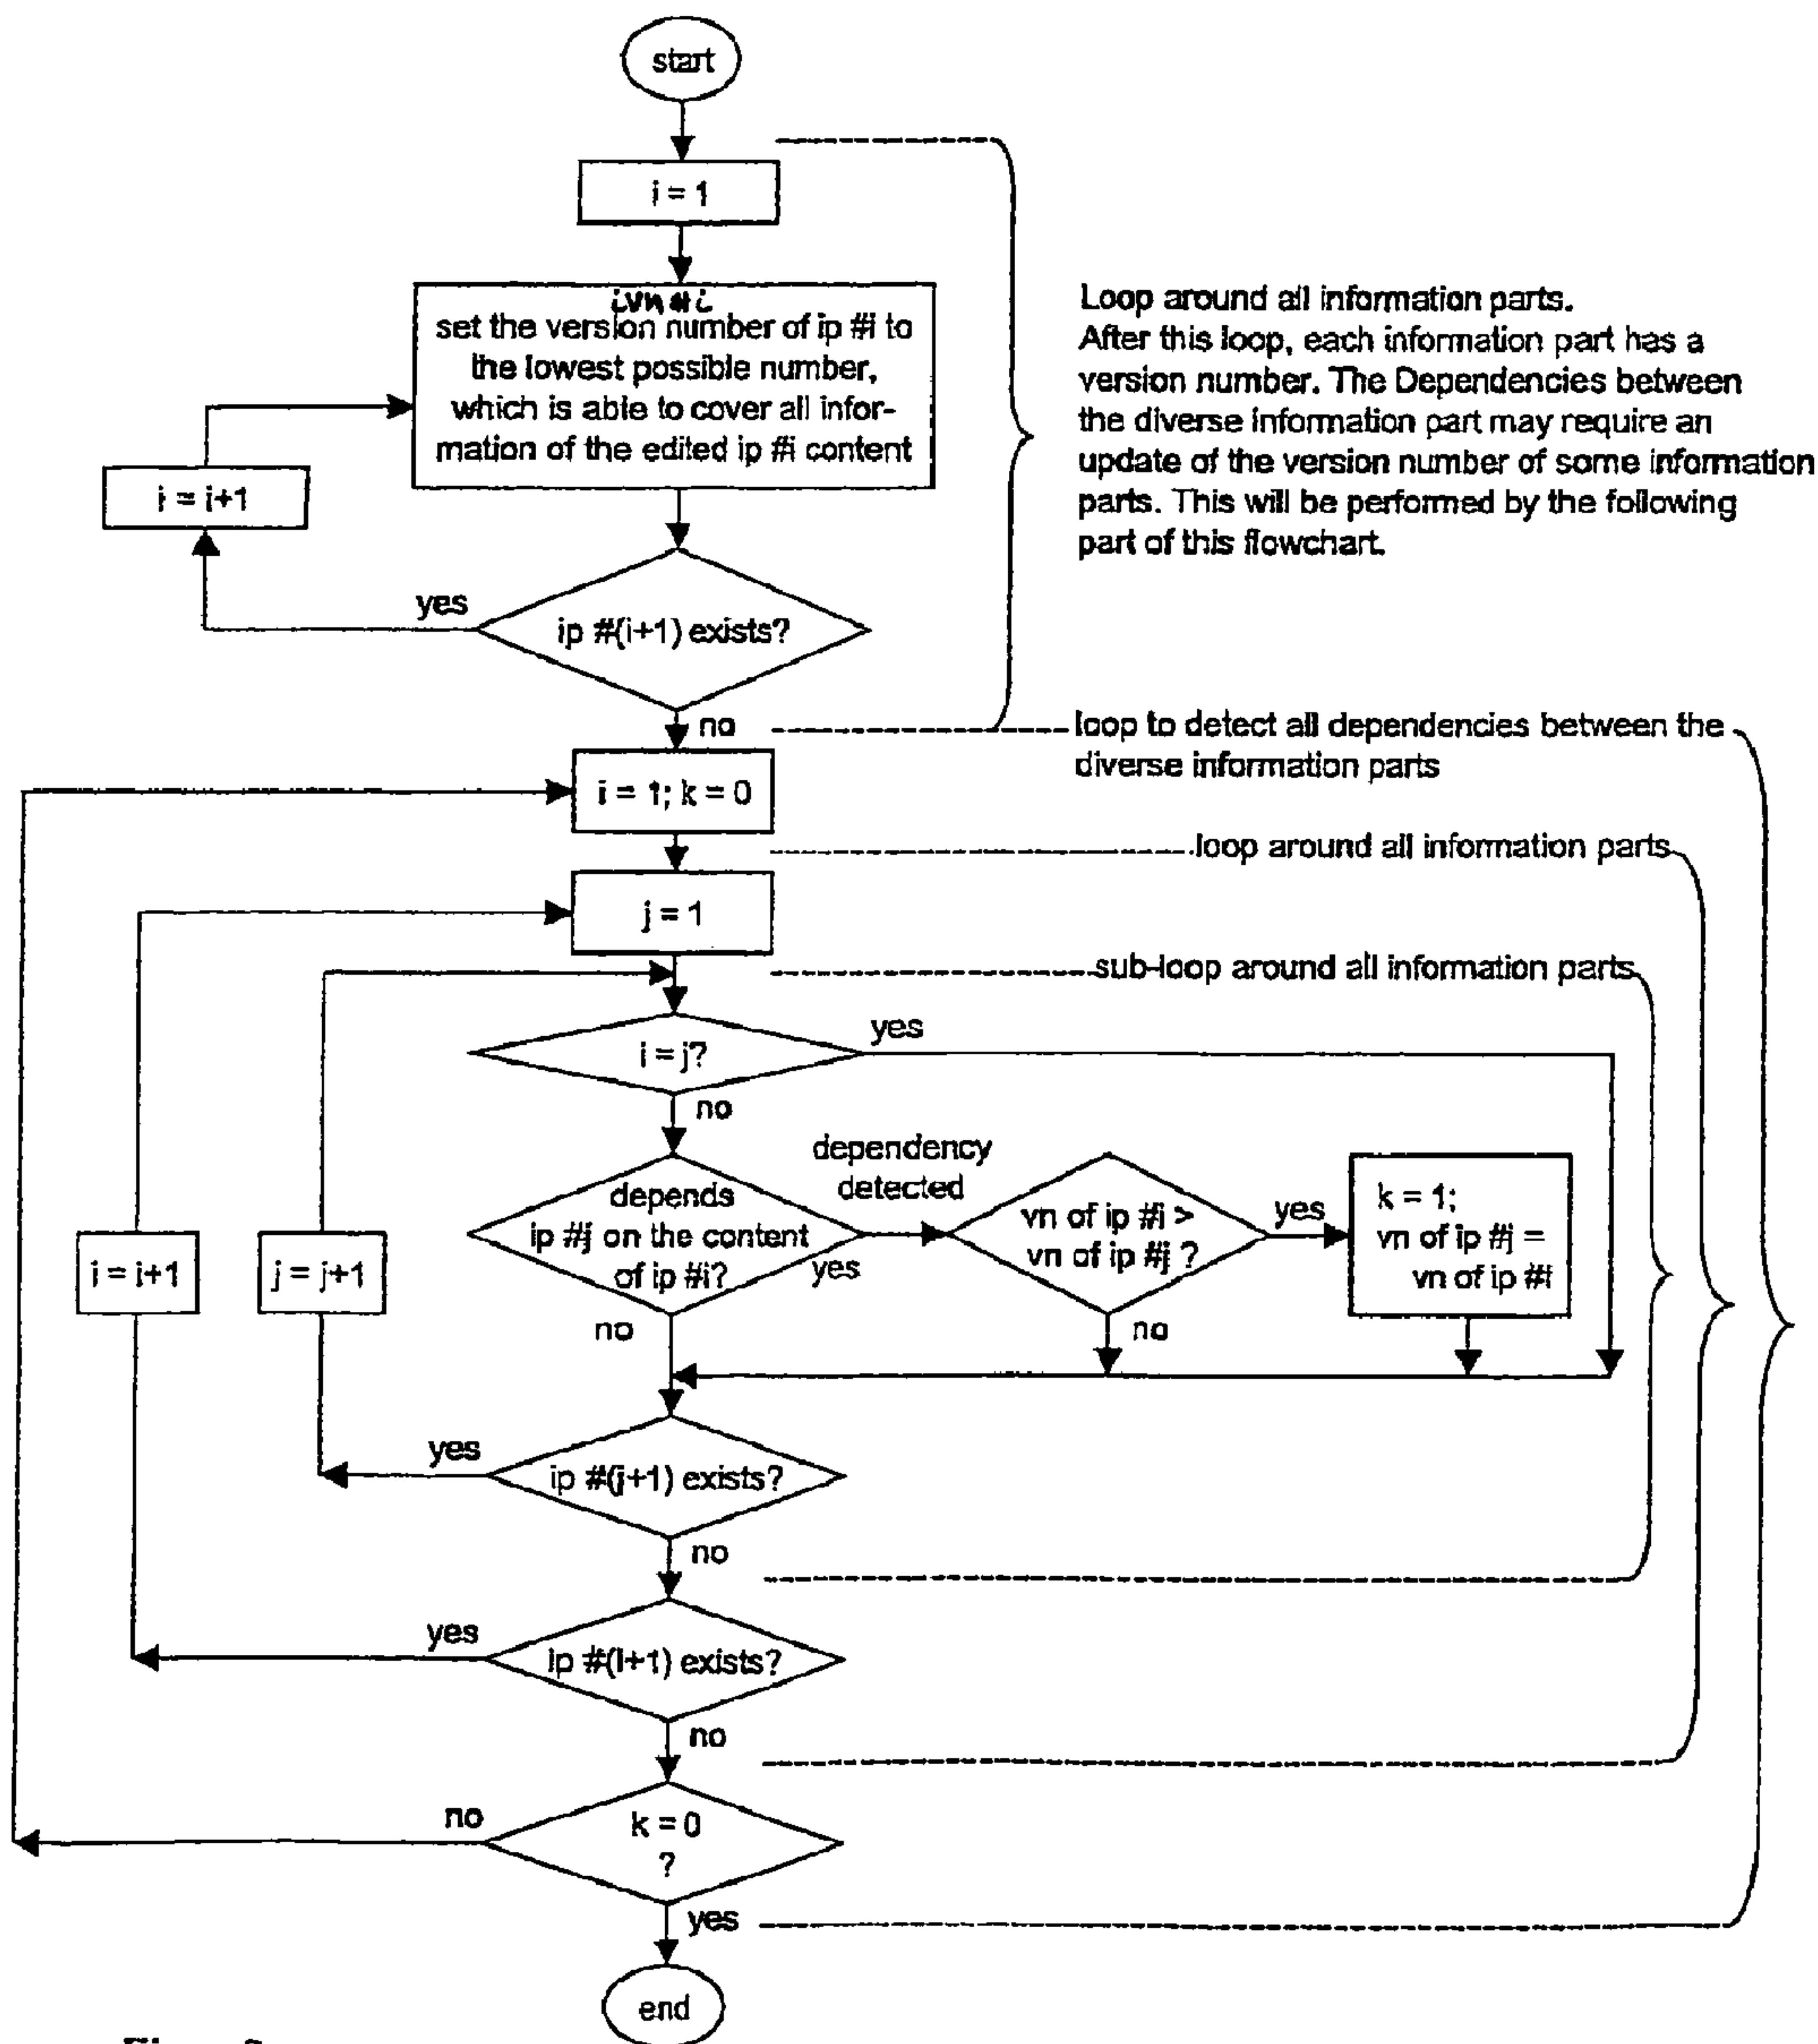 start
i = 1
ivn #i
set the version number of ip #i to
the lowest possible number,
which is able to cover all infor-
mation of the edited ip #i content
i = i+1
yes
ip #(i+1) exists?
no
Loop around all information parts.
After this loop, each information part has a
version number. The Dependencies between
the diverse information part may require an
update of the version number of some information
parts. This will be performed by the following
part of this flowchart.
loop to detect all dependencies between the
diverse information parts
i = 1; k = 0
loop around all information parts
j = 1
sub-loop around all information parts
i = j?
yes
no
depends
ip #j on the content
of ip #i?
dependency
detected
yes
no
vn of ip #i >
vn of ip #j ?
yes
no
k = 1;
vn of ip #j =
vn of ip #i
i = i+1
j = j+1
yes
ip #(j+1) exists?
no
yes
ip #(i+1) exists?
no
no
k = 0
?
yes
end